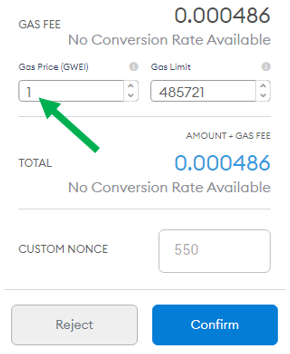 GAS FEE 0.000486
No Conversion Rate Available
Gas Price (GWEI) Gas Limit
1 485721
AMOUNT + GAS FEE
TOTAL 0.000486
No Conversion Rate Available
CUSTOM NONCE 550
Reject Confirm